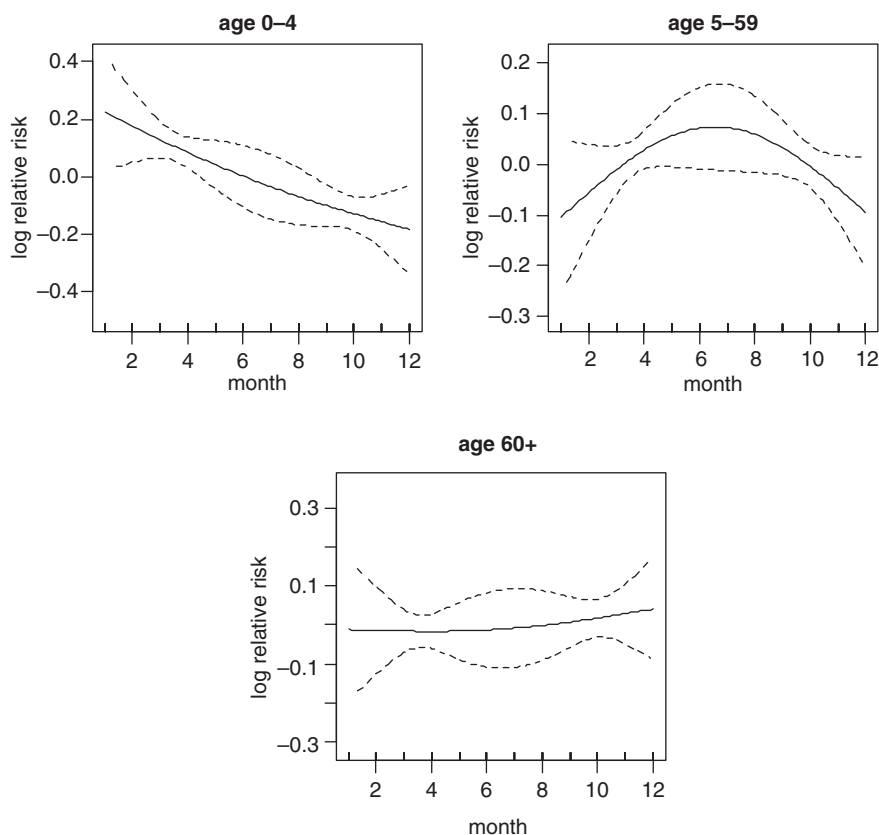 age 0–4
0.4
0.2
0.0
–0.2
–0.4
log relative risk
2 4 6 8 10 12
month
age 5–59
0.2
0.1
0.0
–0.1
–0.2
–0.3
log relative risk
2 4 6 8 10 12
month
age 60+
0.3
0.1
–0.1
–0.3
log relative risk
2 4 6 8 10 12
month